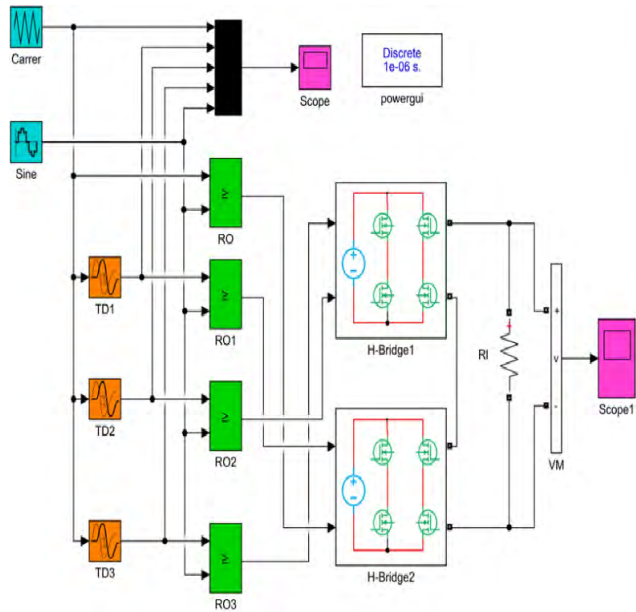 Carrer
Sine
Scope
Discrete
1e-06 s.
powergui
≥
RO
≥
RO1
≥
RO2
≥
RO3
TD1
TD2
TD3
+
−
H-Bridge1
+
−
H-Bridge2
+
RI
+
v
-
VM
Scope1